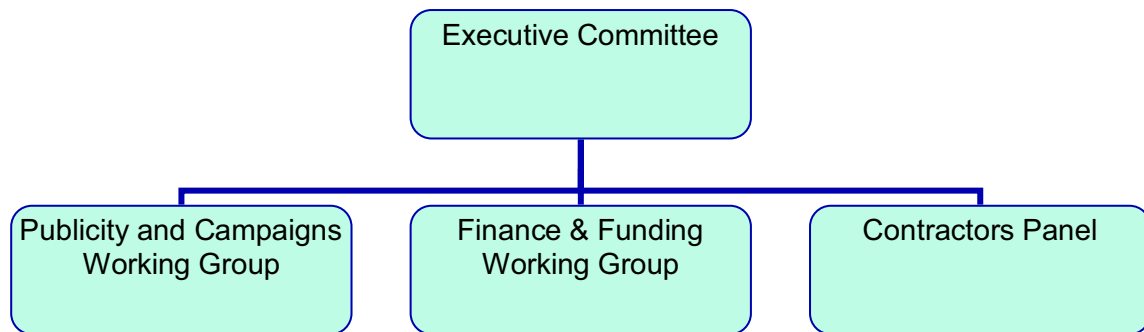 Executive Committee
Publicity and Campaigns
Working Group
Finance & Funding
Working Group
Contractors Panel